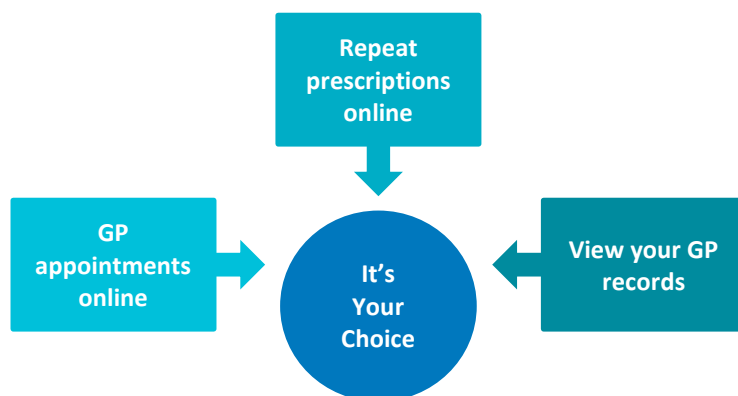 Repeat
prescriptions
online
GP
appointments
online
It’s
Your
Choice
View your GP
records